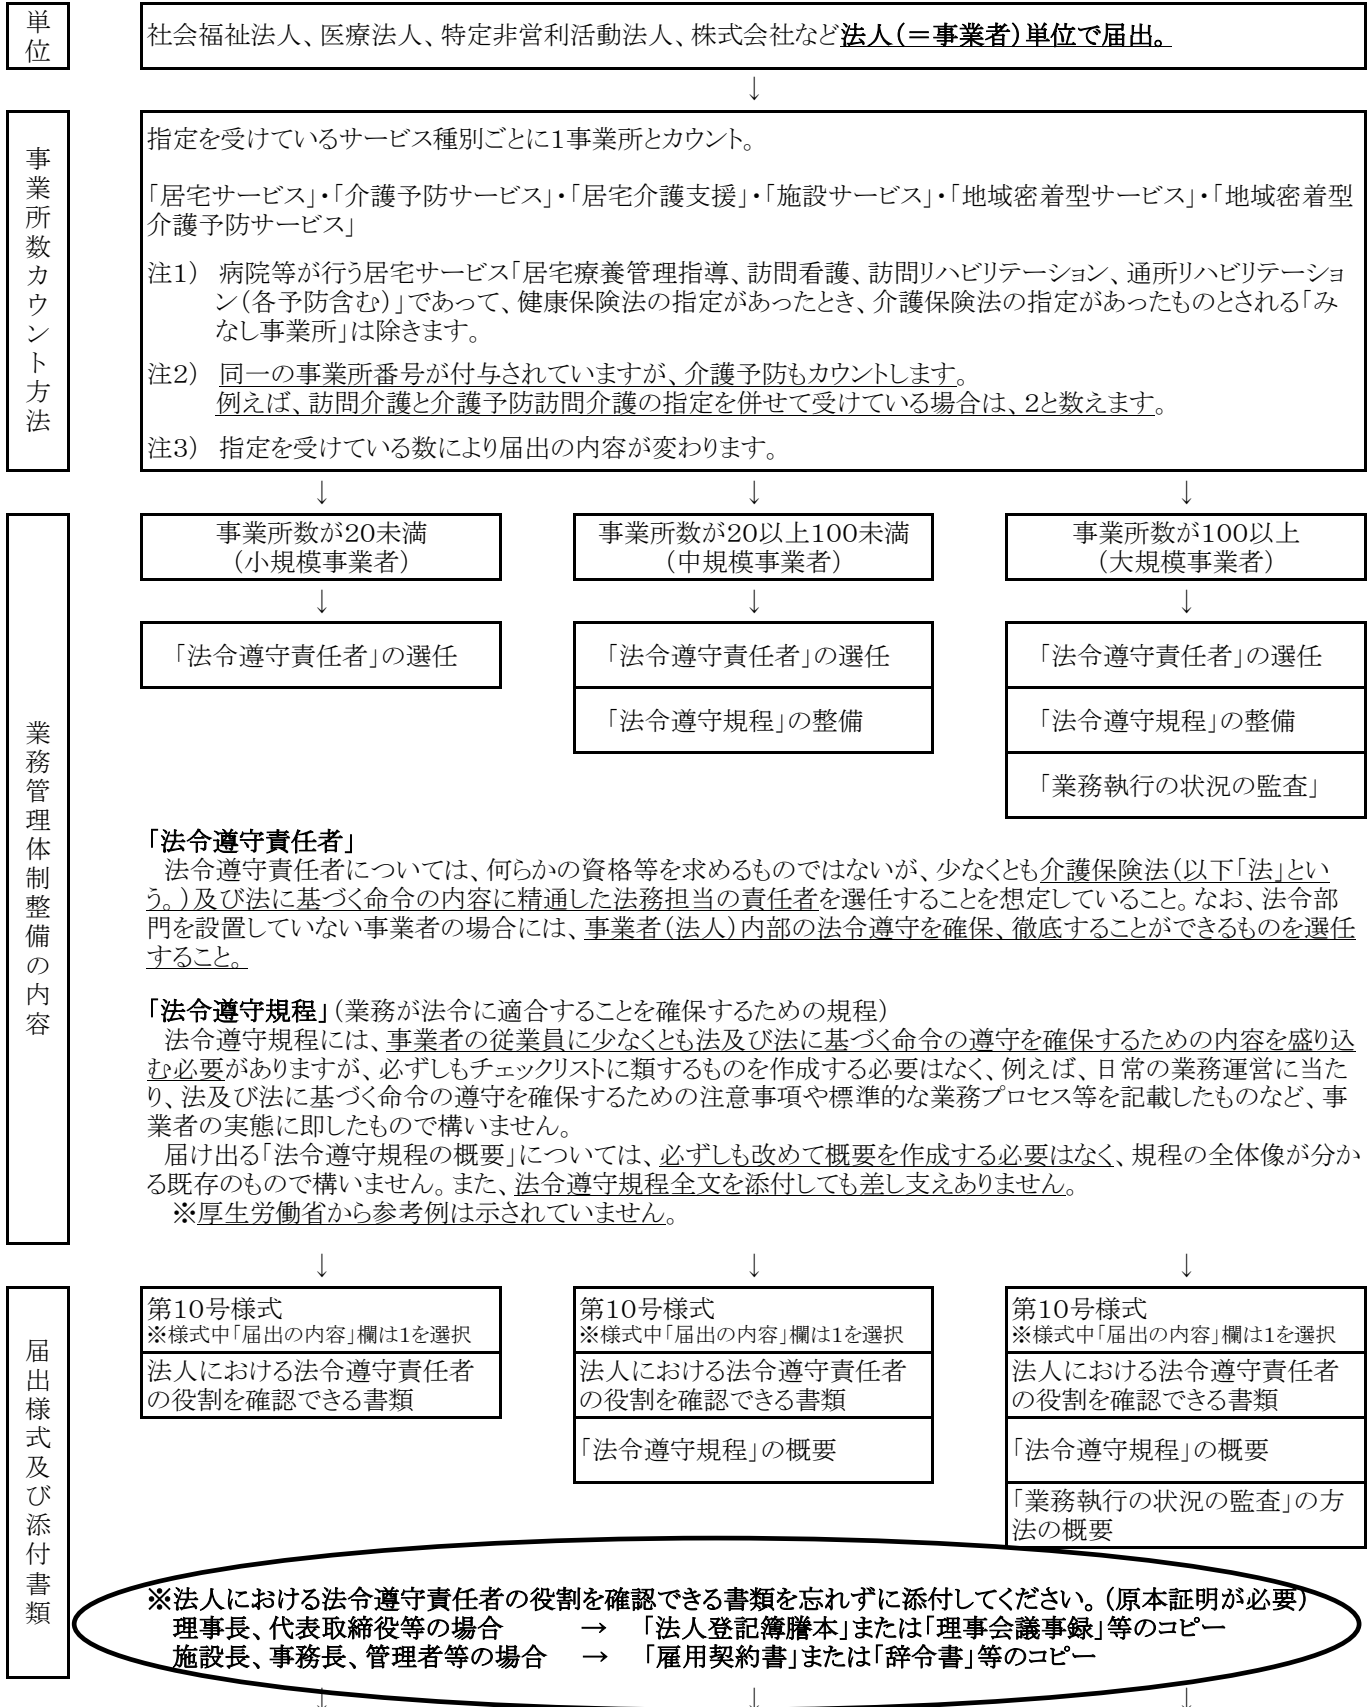 単位
社会福祉法人、医療法人、特定非営利活動法人、株式会社など法人（＝事業者）単位で届出。
↓
事業所数カウント方法
指定を受けているサービス種別ごとに１事業所とカウント。
「居宅サービス」・「介護予防サービス」・「居宅介護支援」・「施設サービス」・「地域密着型サービス」・「地域密着型
介護予防サービス」
注１） 病院等が行う居宅サービス「居宅療養管理指導、訪問看護、訪問リハビリテーション、通所リハビリテーショ
ン（各予防含む）」であって、健康保険法の指定があったとき、介護保険法の指定があったものとされる「み
なし事業所」は除きます。
注２） 同一の事業所番号が付与されていますが、介護予防もカウントします。
例えば、訪問介護と介護予防訪問介護の指定を併せて受けている場合は、２と数えます。
注３） 指定を受けている数により届出の内容が変わります。
↓ ↓ ↓
業務管理体制整備の内容
事業所数が２０未満
（小規模事業者）
事業所数が２０以上１００未満
（中規模事業者）
事業所数が１００以上
（大規模事業者）
↓ ↓ ↓
「法令遵守責任者」の選任
「法令遵守責任者」の選任
「法令遵守規程」の整備
「法令遵守責任者」の選任
「法令遵守規程」の整備
「業務執行の状況の監査」
「法令遵守責任者」
法令遵守責任者については、何らかの資格等を求めるものではないが、少なくとも介護保険法（以下「法」とい
う。）及び法に基づく命令の内容に精通した法務担当の責任者を選任することを想定していること。なお、法令部
門を設置していない事業者の場合には、事業者（法人）内部の法令遵守を確保、徹底することができるものを選任
すること。
「法令遵守規程」（業務が法令に適合することを確保するための規程）
法令遵守規程には、事業者の従業員に少なくとも法及び法に基づく命令の遵守を確保するための内容を盛り込
む必要がありますが、必ずしもチェックリストに類するものを作成する必要はなく、例えば、日常の業務運営に当た
り、法及び法に基づく命令の遵守を確保するための注意事項や標準的な業務プロセス等を記載したものなど、事
業者の実態に即したもので構いません。
届け出る「法令遵守規程の概要」については、必ずしも改めて概要を作成する必要はなく、規程の全体像が分か
る既存のもので構いません。また、法令遵守規程全文を添付しても差し支えありません。
※厚生労働省から参考例は示されていません。
↓ ↓ ↓
届出様式及び添付書類
第１０号様式
※様式中「届出の内容」欄は１を選択
法人における法令遵守責任者
の役割を確認できる書類
第１０号様式
※様式中「届出の内容」欄は１を選択
法人における法令遵守責任者
の役割を確認できる書類
「法令遵守規程」の概要
第１０号様式
※様式中「届出の内容」欄は１を選択
法人における法令遵守責任者
の役割を確認できる書類
「法令遵守規程」の概要
「業務執行の状況の監査」の方
法の概要
※法人における法令遵守責任者の役割を確認できる書類を忘れずに添付してください。（原本証明が必要）
理事長、代表取締役等の場合 → 「法人登記簿謄本」または「理事会議事録」等のコピー
施設長、事務長、管理者等の場合 → 「雇用契約書」または「辞令書」等のコピー
↓ ↓ ↓